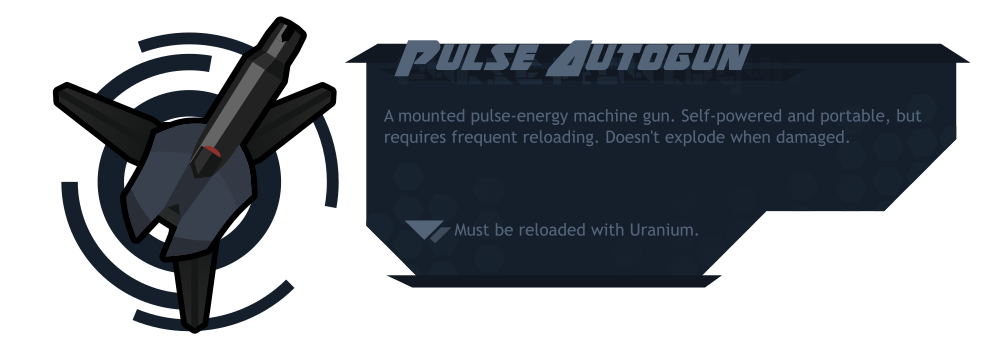 Pulse Autogun
A mounted pulse-energy machine gun. Self-powered and portable, but
requires frequent reloading. Doesn't explode when damaged.
Must be reloaded with Uranium.